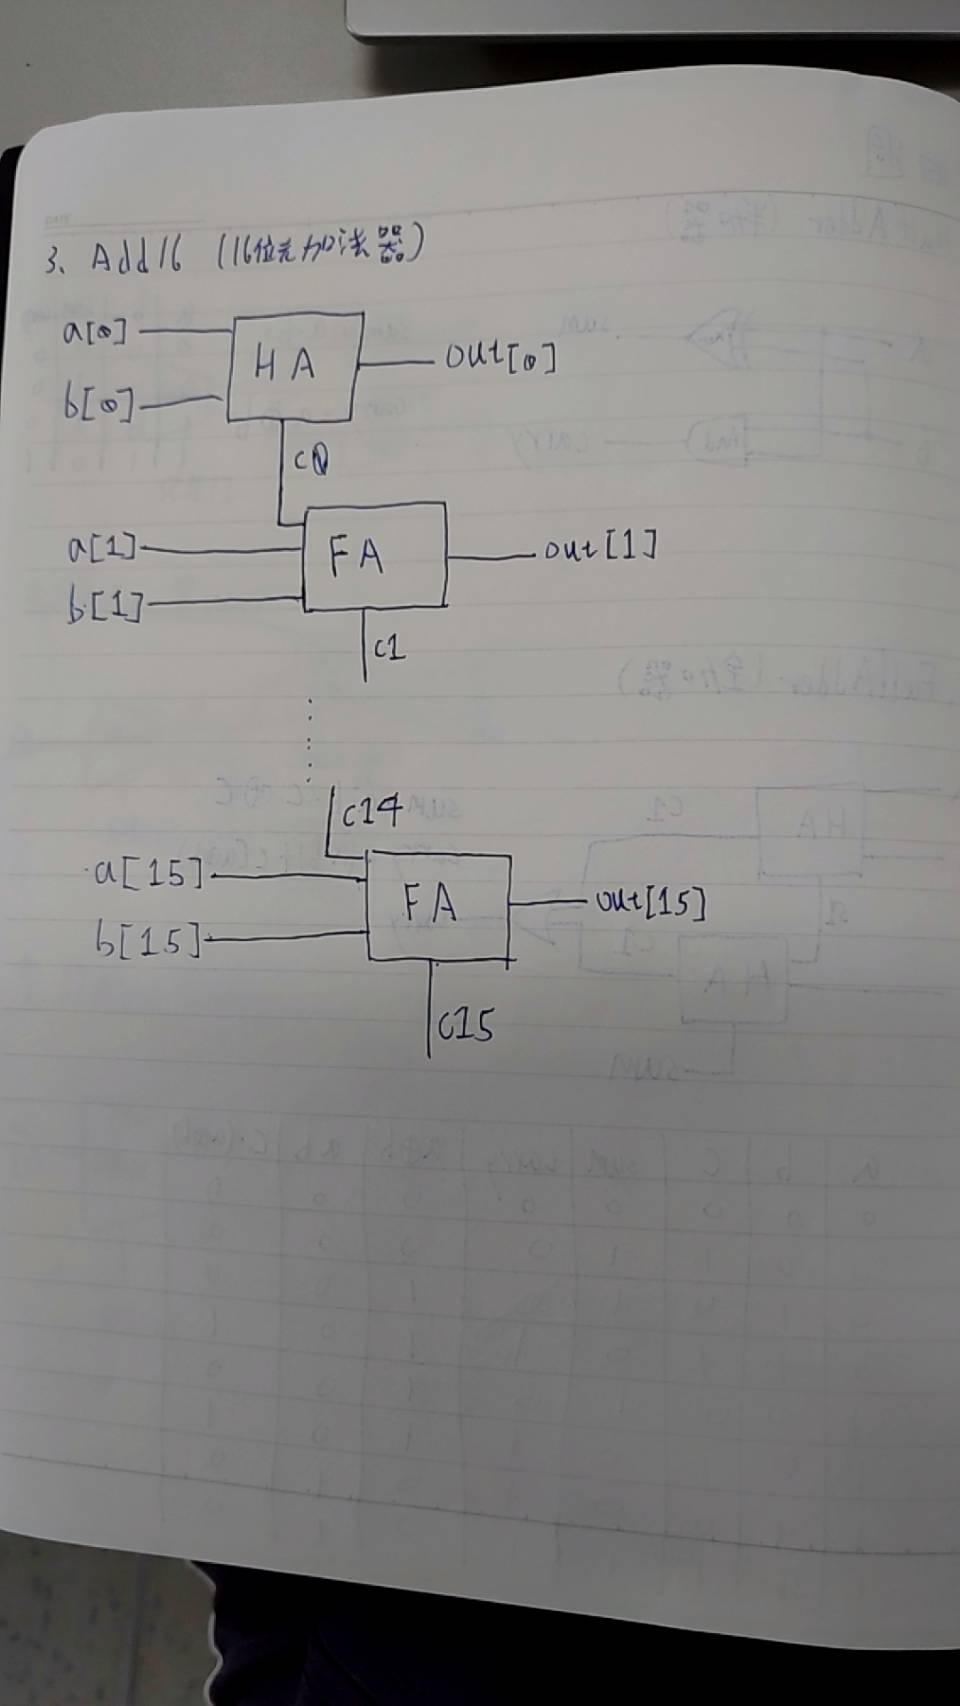 3、Add16 (16位元加法器)
a[0]
HA
out[0]
b[0]
c0
a[1]
FA
out[1]
b[1]
c1
c14
a[15]
FA
out[15]
b[15]
c15